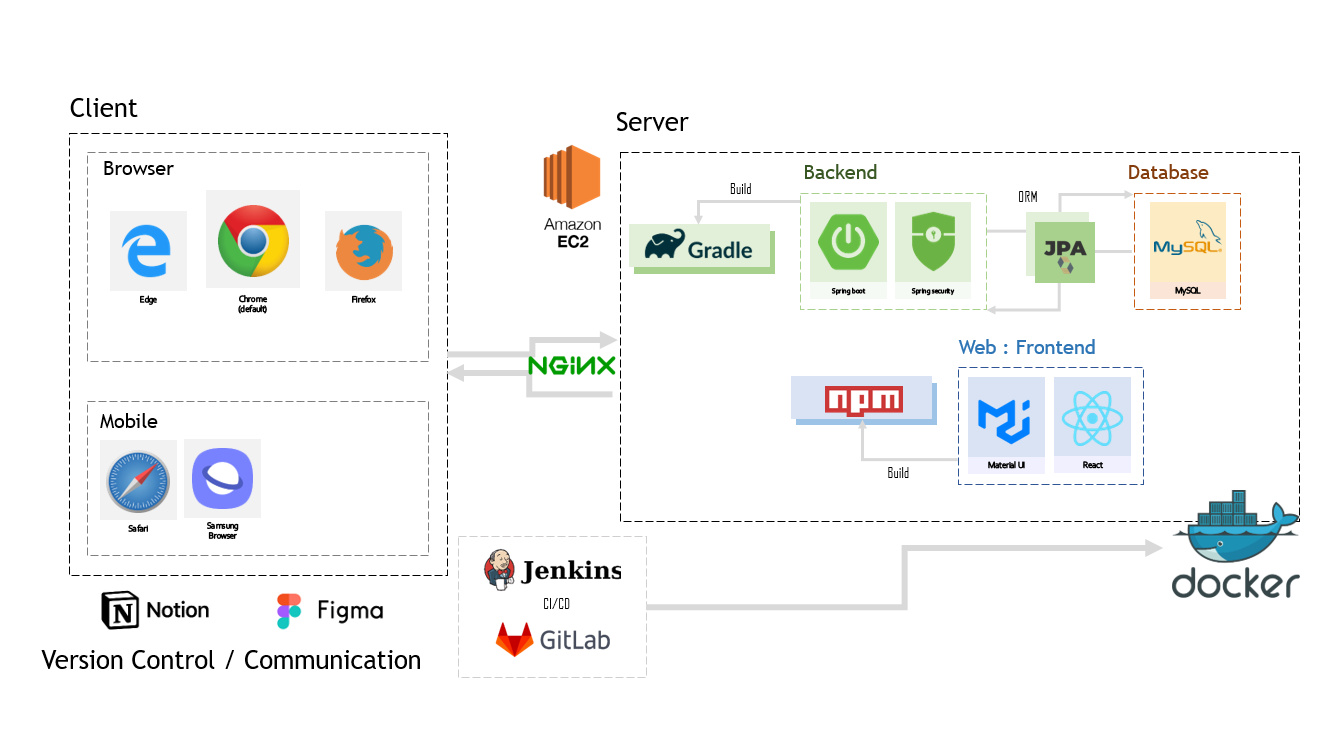 Client
Browser
Edge
Chrome
(default)
Firefox
Mobile
Safari
Samsung
Browser
Notion
Figma
Version Control / Communication
Amazon
EC2
NGiNX
Server
Build
Gradle
Backend
Spring boot
Spring security
ORM
JPA
Database
MySQL
MySQL
Web : Frontend
npm
Build
Material UI
React
Jenkins
CI/CD
GitLab
docker